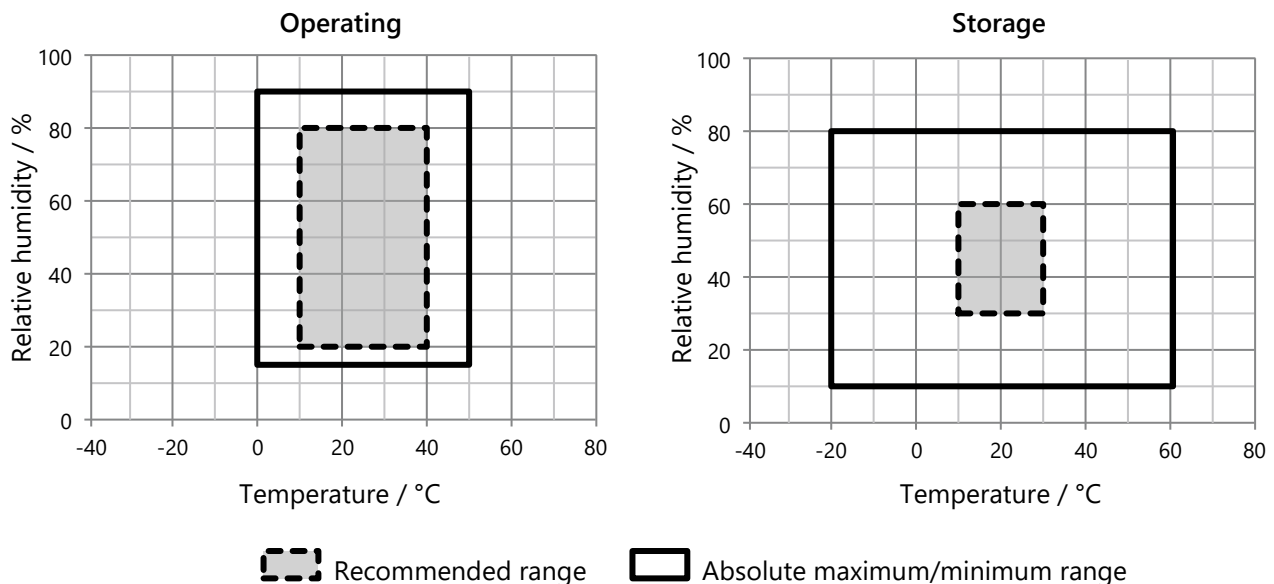 Operating
100
80
60
40
20
0
Relative humidity / %
-40 -20 0 20 40 60 80
Temperature / °C
Storage
100
80
60
40
20
0
Relative humidity / %
-40 -20 0 20 40 60 80
Temperature / °C
Recommended range
Absolute maximum/minimum range